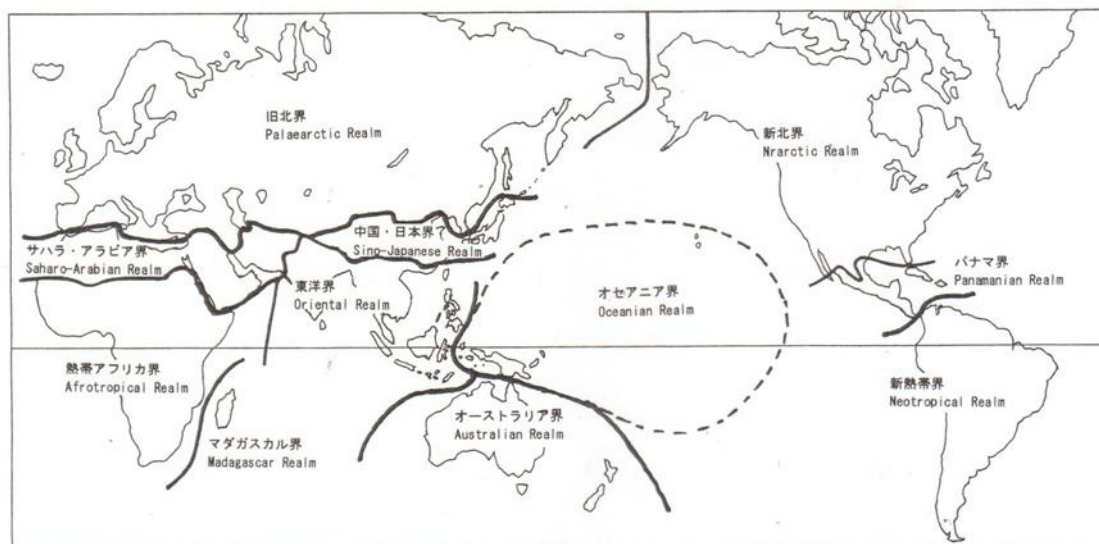 旧北界
Palaearctic Realm
新北界
Nrarctic Realm
サハラ・アラビア界
Saharo-Arabian Realm
中国・日本界
Sino-Japanese Realm
東洋界
Oriental Realm
オセアニア界
Oceanian Realm
パナマ界
Panamanian Realm
熱帯アフリカ界
Afrotropical Realm
新熱帯界
Neotropical Realm
マダガスカル界
Madagascar Realm
オーストラリア界
Australian Realm